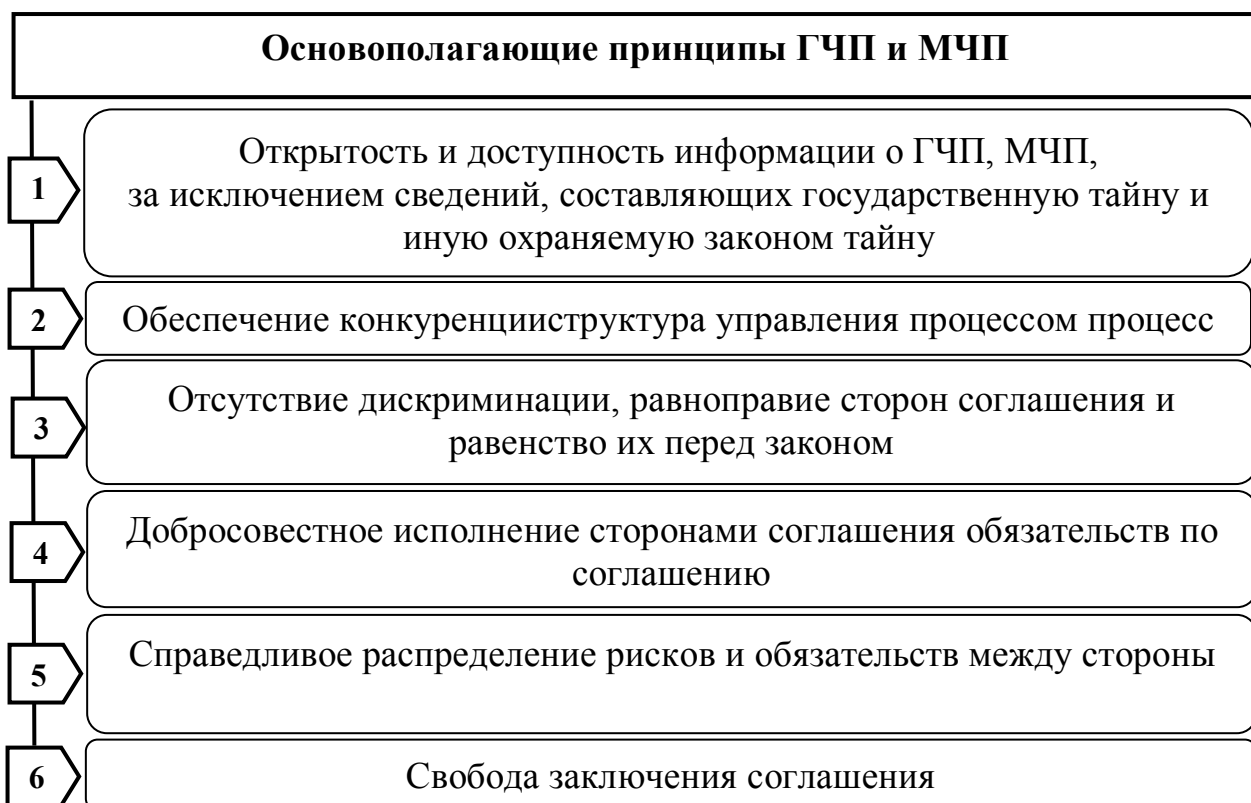 Основополагающие принципы ГЧП и МЧП
1
Открытость и доступность информации о ГЧП, МЧП,
за исключением сведений, составляющих государственную тайну и
иную охраняемую законом тайну
2
Обеспечение конкуренцииструктура управления процессом процесс
3
Отсутствие дискриминации, равноправие сторон соглашения и
равенство их перед законом
4
Добросовестное исполнение сторонами соглашения обязательств по
соглашению
5
Справедливое распределение рисков и обязательств между стороны
6
Свобода заключения соглашения